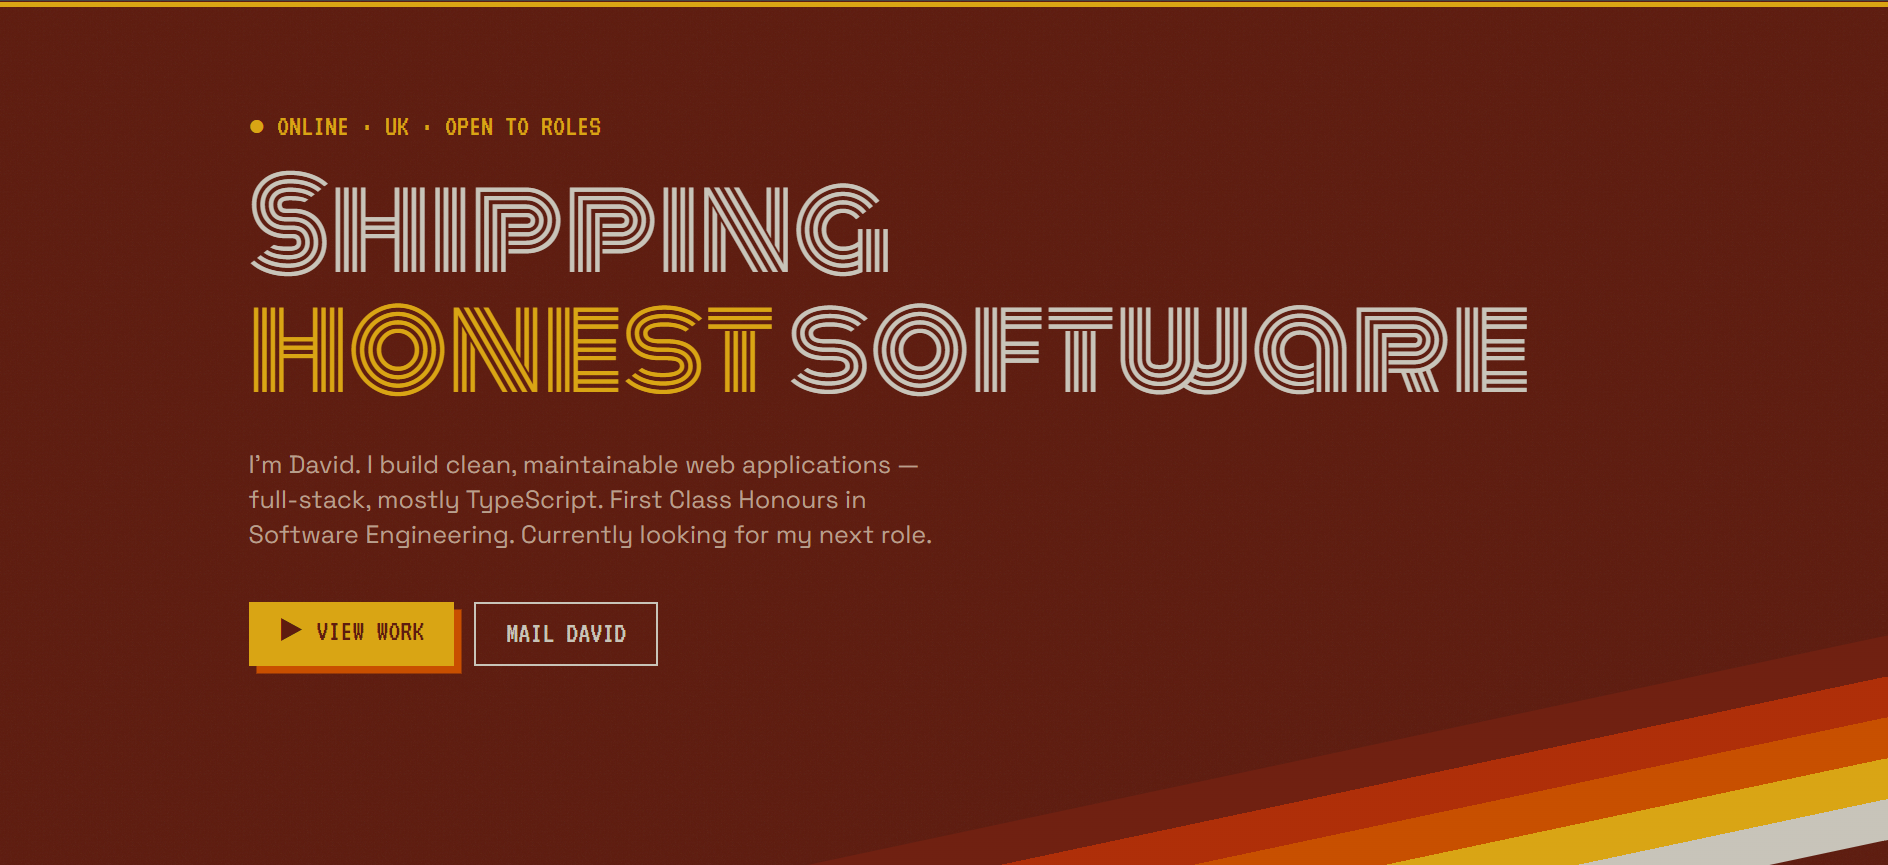 ONLINE · UK · OPEN TO ROLES
SHIPPING
HONEST SOFTWARE
I’m David. I build clean, maintainable web applications —
full-stack, mostly TypeScript. First Class Honours in
Software Engineering. Currently looking for my next role.
▶ VIEW WORK
MAIL DAVID